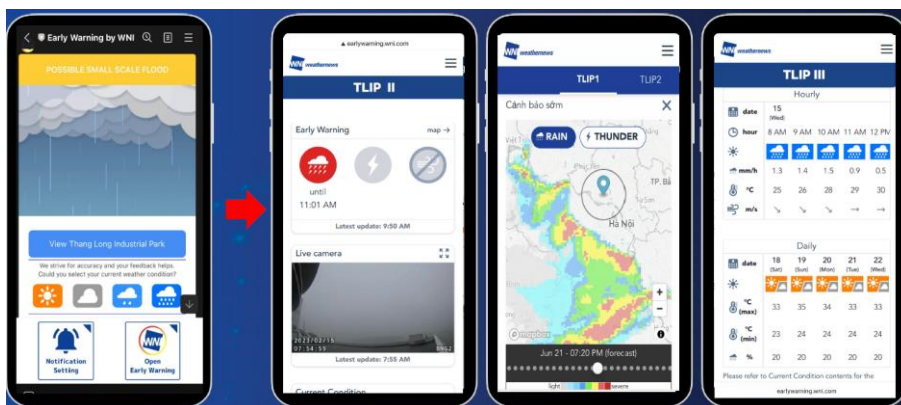 Early Warning by WNI
POSSIBLE SMALL SCALE FLOOD
View Thang Long Industrial Park
We strive for accuracy and your feedback helps.
Could you select your current weather condition?
Notification
Setting
WNI
Open
Early Warning
earlywarning.wni.com
WNI weathernews
TLIP II
Early Warning
map →
until
11:01 AM
Latest update: 9:50 AM
Live camera
2023/02/15
07:54:59
Latest update: 7:55 AM
Current Condition
WNI weathernews
TLIP1 TLIP2
Cảnh báo sớm X
RAIN THUNDER
TP. Bắ
Hà Nội
+
−
mapbox
Jun 21 - 07:20 PM (forecast)
light severe
WNI weathernews
TLIP III
Hourly
date 15
(Wed)
hour 8 AM 9 AM 10 AM 11 AM 12 PM
mm/h 1.3 1.4 1.5 0.9 0.5
°C 25 26 28 29 30
m/s ↘ ↘ ↘ → →
Daily
date 18 19 20 21 22
(Sat) (Sun) (Mon) (Tue) (Wed)
°C (max) 33 35 34 33 33
°C (min) 23 24 24 24 24
% 20 20 20 20 20
Please refer to Current Condition contents for the
earlywarning.wni.com